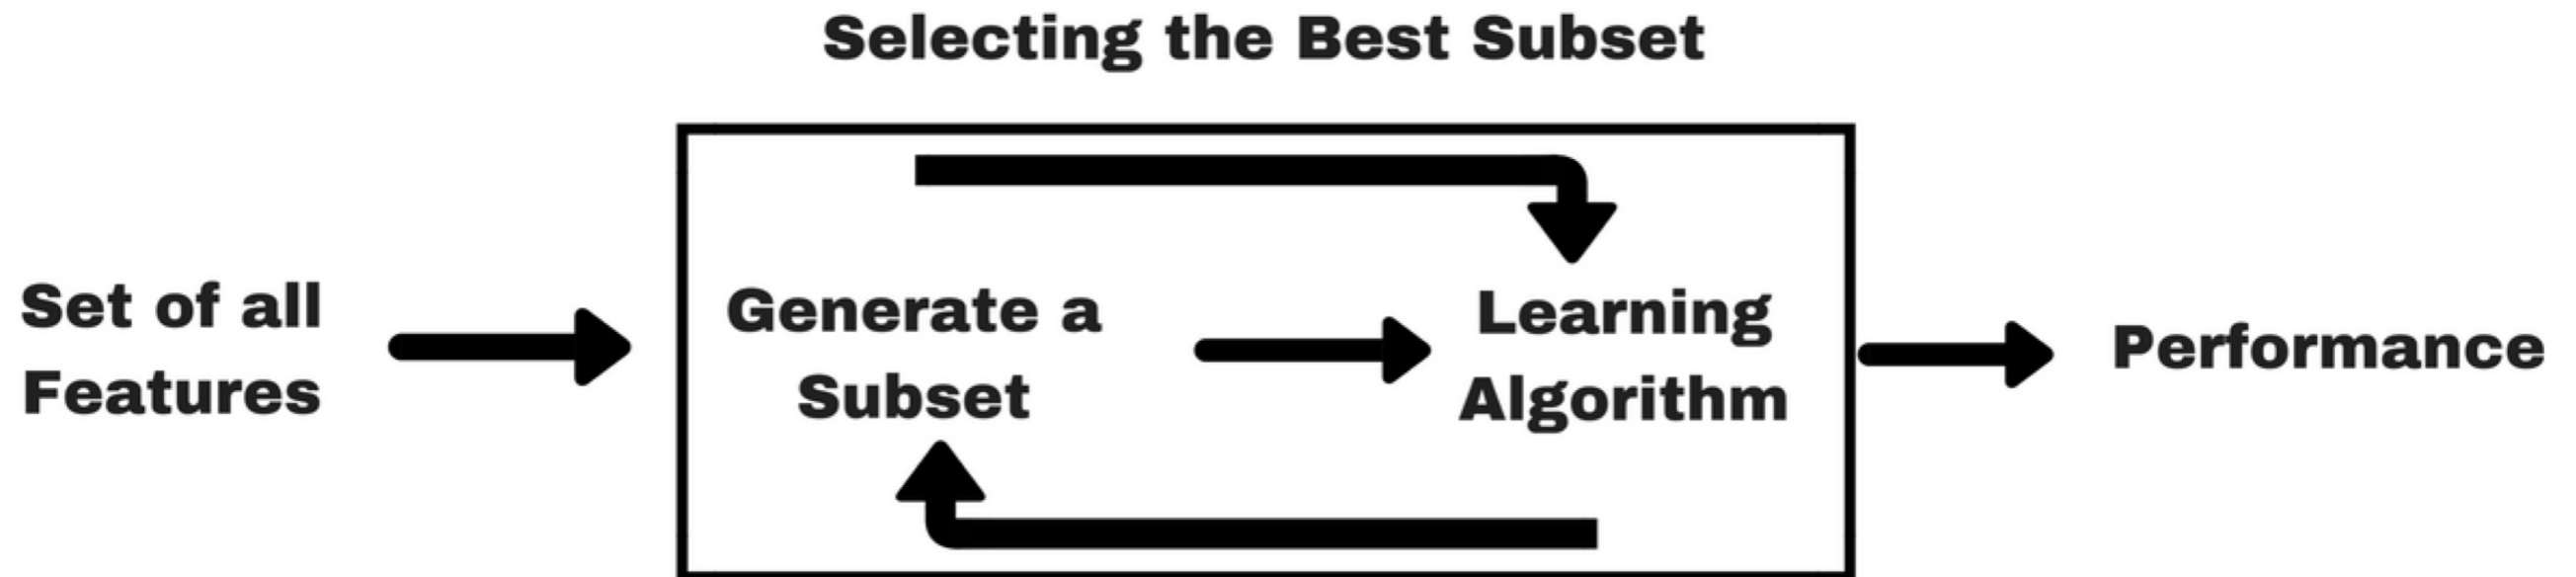 Selecting the Best Subset
Set of all
Features
Generate a
Subset
Learning
Algorithm
Performance